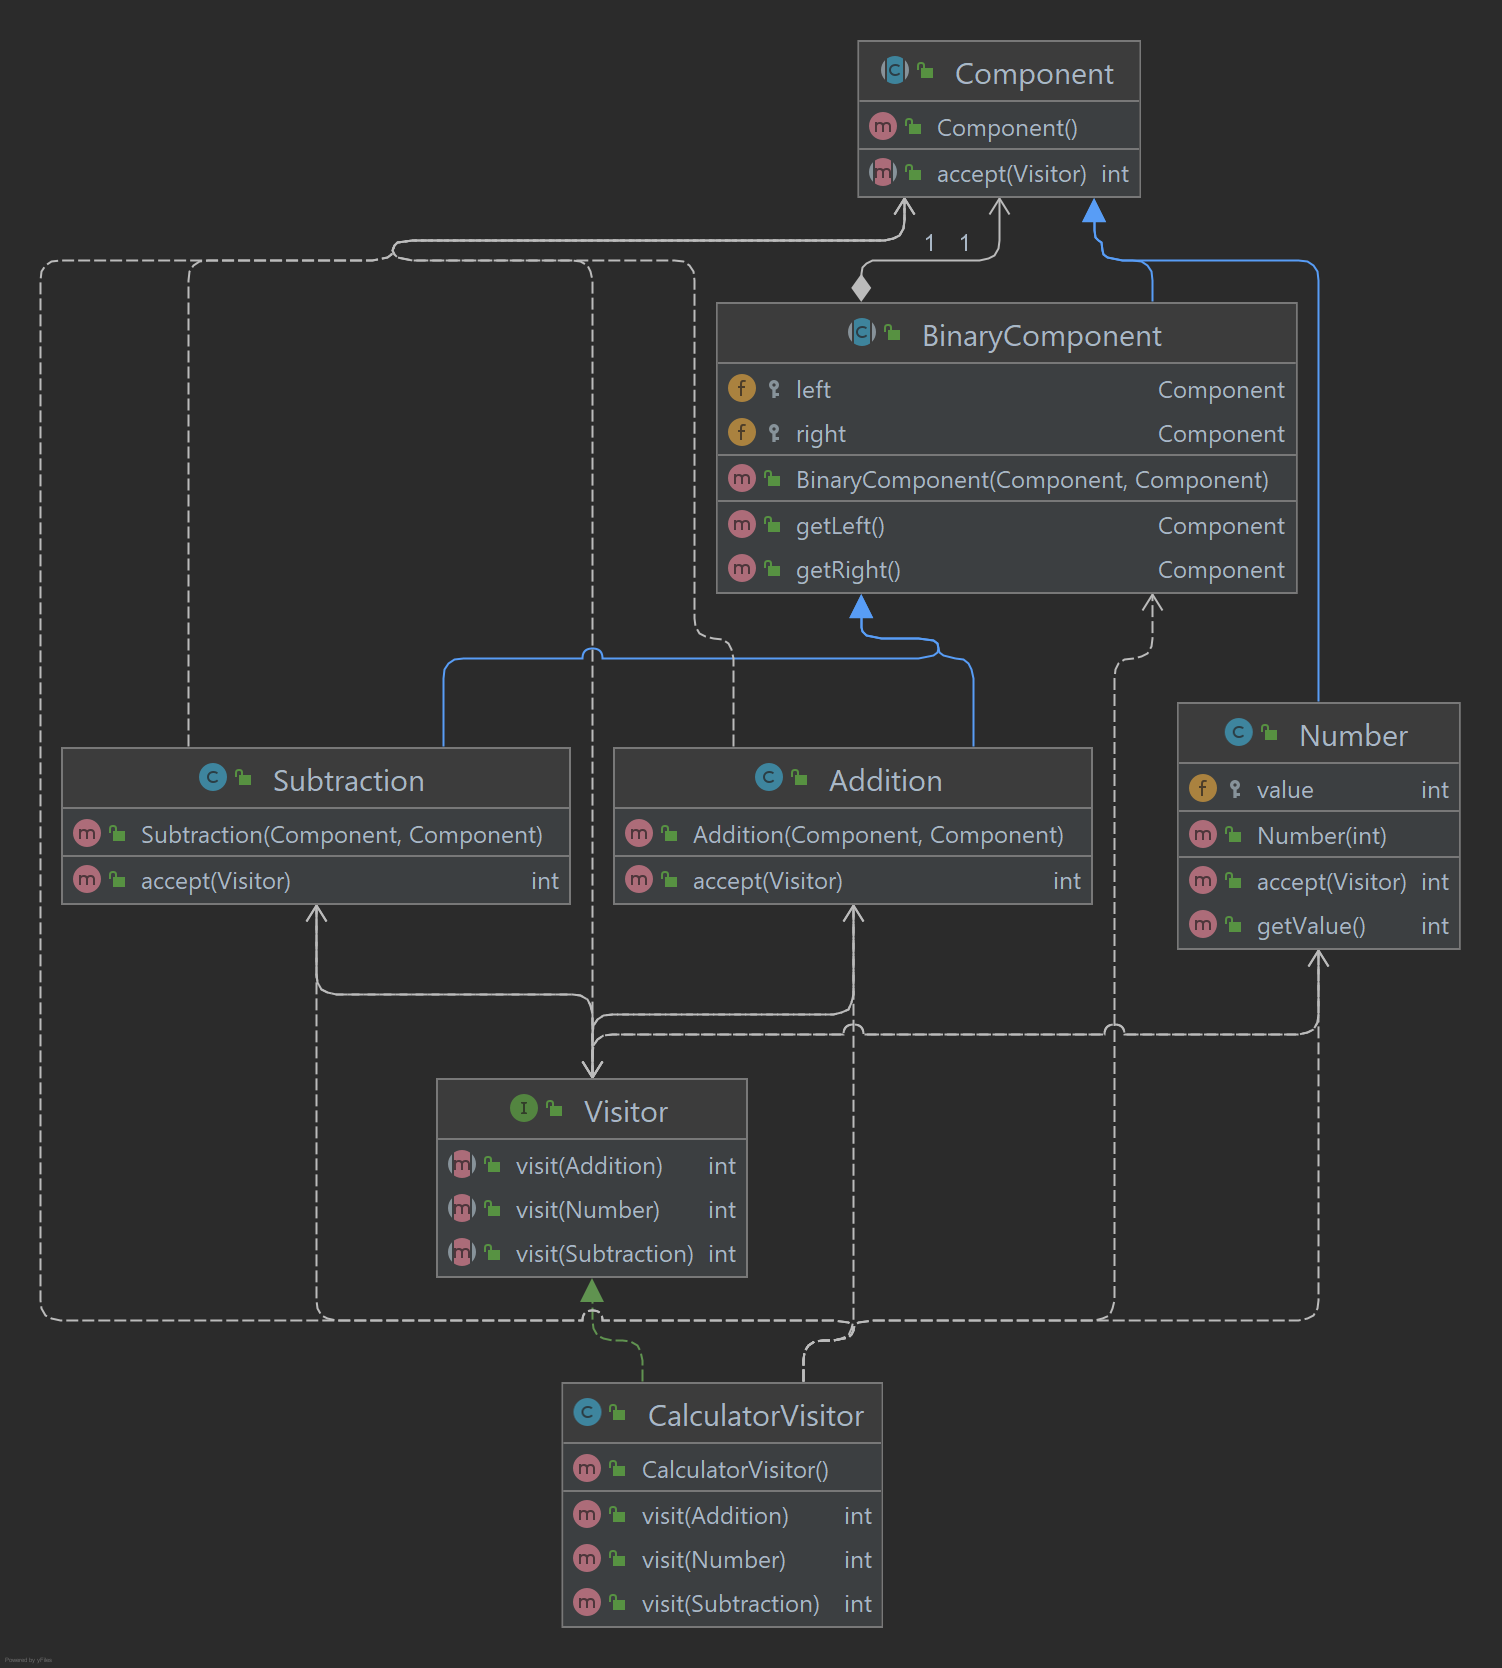 Component
Component()
accept(Visitor) int
1 1
BinaryComponent
left Component
right Component
BinaryComponent(Component, Component)
getLeft() Component
getRight() Component
Subtraction
Subtraction(Component, Component)
accept(Visitor) int
Addition
Addition(Component, Component)
accept(Visitor) int
Number
value int
Number(int)
accept(Visitor) int
getValue() int
Visitor
visit(Addition) int
visit(Number) int
visit(Subtraction) int
CalculatorVisitor
CalculatorVisitor()
visit(Addition) int
visit(Number) int
visit(Subtraction) int
Powered by yFiles